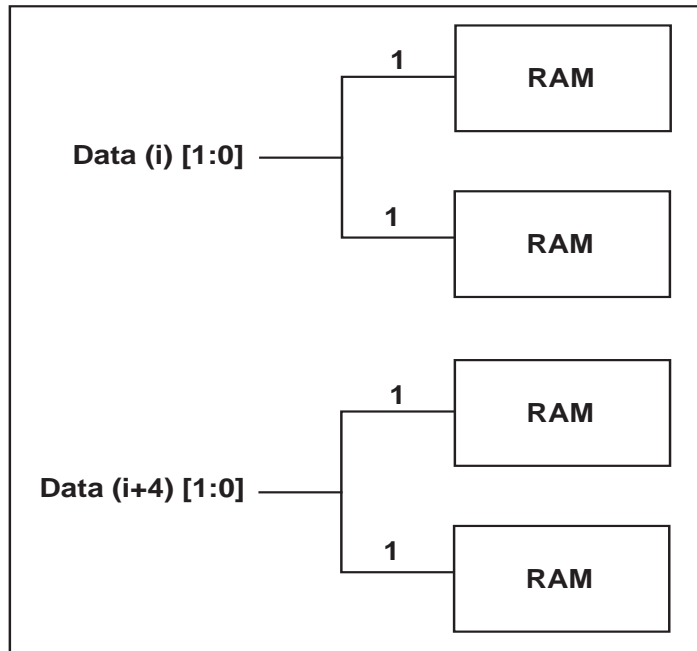 1
RAM
Data (i) [1:0]
1
RAM
1
RAM
Data (i+4) [1:0]
1
RAM